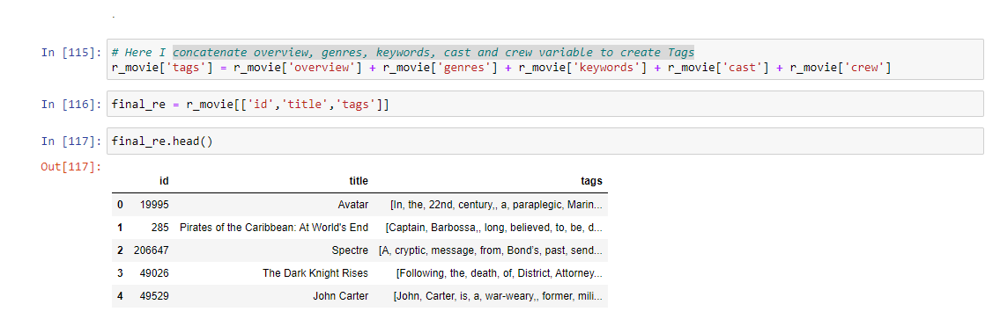 In [115]: # Here I concatenate overview, genres, keywords, cast and crew variable to create Tags
r_movie['tags'] = r_movie['overview'] + r_movie['genres'] + r_movie['keywords'] + r_movie['cast'] + r_movie['crew']
In [116]: final_re = r_movie[['id','title','tags']]
In [117]: final_re.head()
Out[117]:
id title tags
0 19995 Avatar [In, the, 22nd, century,, a, paraplegic, Marin...
1 285 Pirates of the Caribbean: At World's End [Captain, Barbossa,, long, believed, to, be, d...
2 206647 Spectre [A, cryptic, message, from, Bond's, past, send...
3 49026 The Dark Knight Rises [Following, the, death, of, District, Attorney...
4 49529 John Carter [John, Carter, is, a, war-weary,, former, mili...